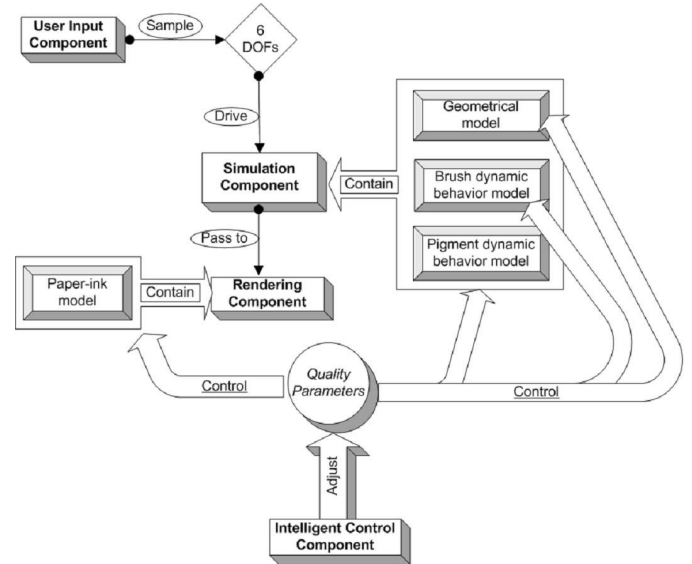 User Input
Component
Sample
6
DOFs
Drive
Geometrical
model
Simulation
Component
Contain
Brush dynamic
behavior model
Pass to
Pigment dynamic
behavior model
Paper-ink
model
Contain
Rendering
Component
Control
Quality
Parameters
Control
Adjust
Intelligent Control
Component